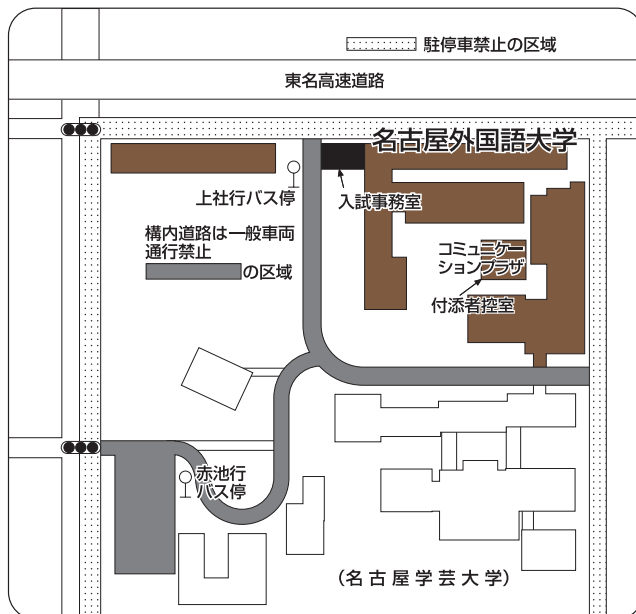 駐停車禁止の区域
東名高速道路
名古屋外国語大学
上社行バス停
入試事務室
構内道路は一般車両
通行禁止
の区域
コミュニケー
ションプラザ
付添者控室
赤池行
バス停
(名古屋学芸大学)